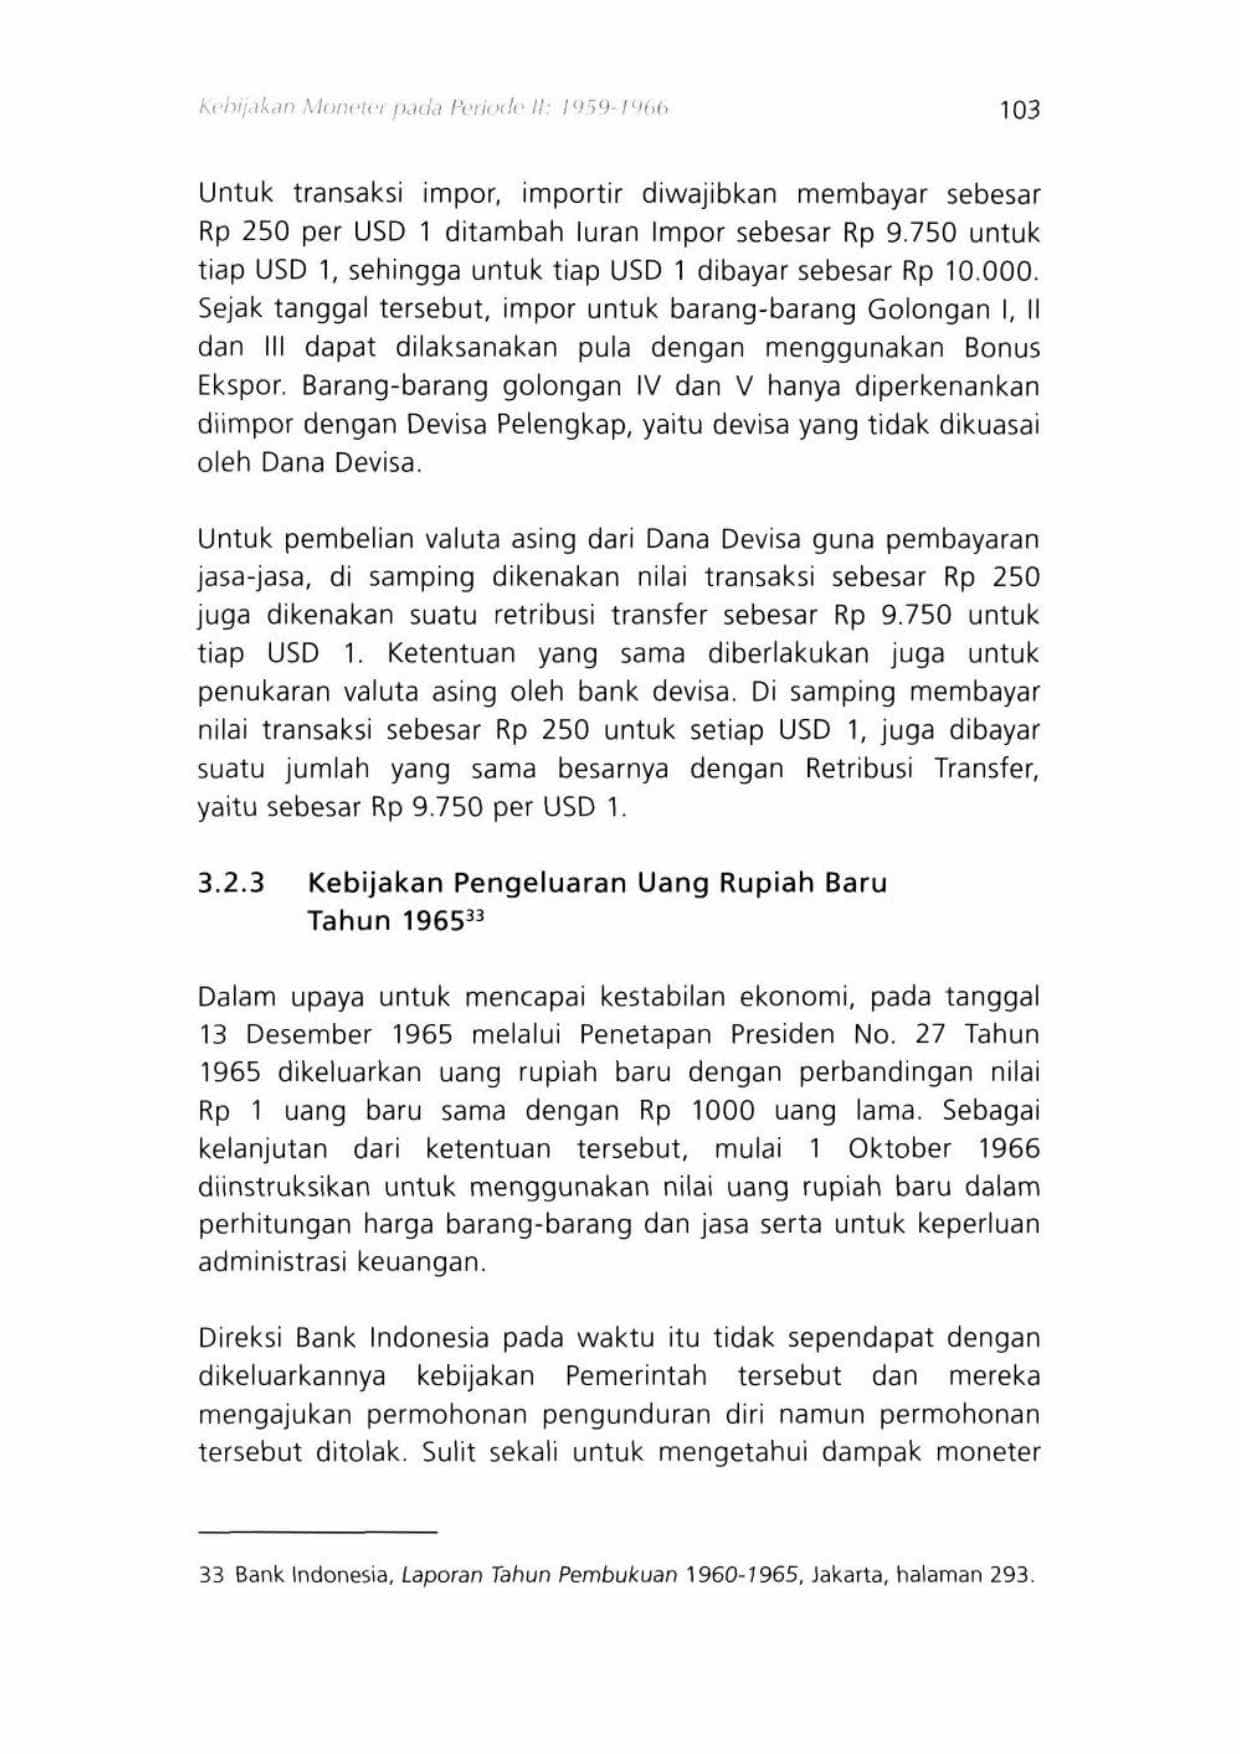 Kebijakan Moneter pada Periode II: 1959-1966 103
Untuk transaksi impor, importir diwajibkan membayar sebesar
Rp 250 per USD 1 ditambah Iuran Impor sebesar Rp 9.750 untuk
tiap USD 1, sehingga untuk tiap USD 1 dibayar sebesar Rp 10.000.
Sejak tanggal tersebut, impor untuk barang-barang Golongan I, II
dan III dapat dilaksanakan pula dengan menggunakan Bonus
Ekspor. Barang-barang golongan IV dan V hanya diperkenankan
diimpor dengan Devisa Pelengkap, yaitu devisa yang tidak dikuasai
oleh Dana Devisa.
Untuk pembelian valuta asing dari Dana Devisa guna pembayaran
jasa-jasa, di samping dikenakan nilai transaksi sebesar Rp 250
juga dikenakan suatu retribusi transfer sebesar Rp 9.750 untuk
tiap USD 1. Ketentuan yang sama diberlakukan juga untuk
penukaran valuta asing oleh bank devisa. Di samping membayar
nilai transaksi sebesar Rp 250 untuk setiap USD 1, juga dibayar
suatu jumlah yang sama besarnya dengan Retribusi Transfer,
yaitu sebesar Rp 9.750 per USD 1.
3.2.3 Kebijakan Pengeluaran Uang Rupiah Baru
Tahun 1965³³
Dalam upaya untuk mencapai kestabilan ekonomi, pada tanggal
13 Desember 1965 melalui Penetapan Presiden No. 27 Tahun
1965 dikeluarkan uang rupiah baru dengan perbandingan nilai
Rp 1 uang baru sama dengan Rp 1000 uang lama. Sebagai
kelanjutan dari ketentuan tersebut, mulai 1 Oktober 1966
diinstruksikan untuk menggunakan nilai uang rupiah baru dalam
perhitungan harga barang-barang dan jasa serta untuk keperluan
administrasi keuangan.
Direksi Bank Indonesia pada waktu itu tidak sependapat dengan
dikeluarkannya kebijakan Pemerintah tersebut dan mereka
mengajukan permohonan pengunduran diri namun permohonan
tersebut ditolak. Sulit sekali untuk mengetahui dampak moneter
33 Bank Indonesia, Laporan Tahun Pembukuan 1960-1965, Jakarta, halaman 293.